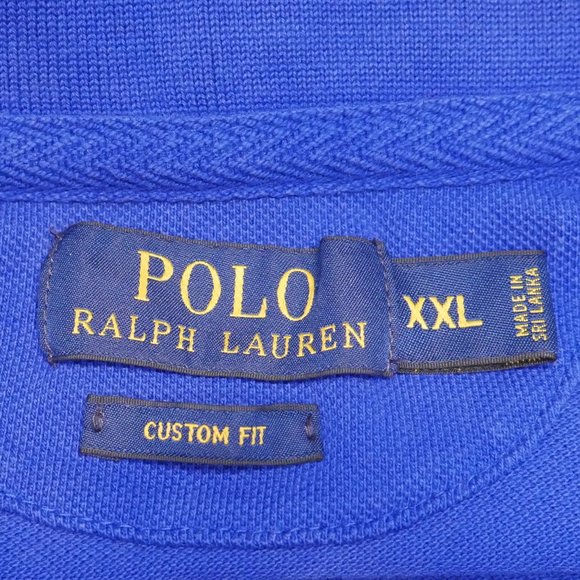 POLO
RALPH LAUREN
XXL
MADE IN
SRI LANKA
CUSTOM FIT